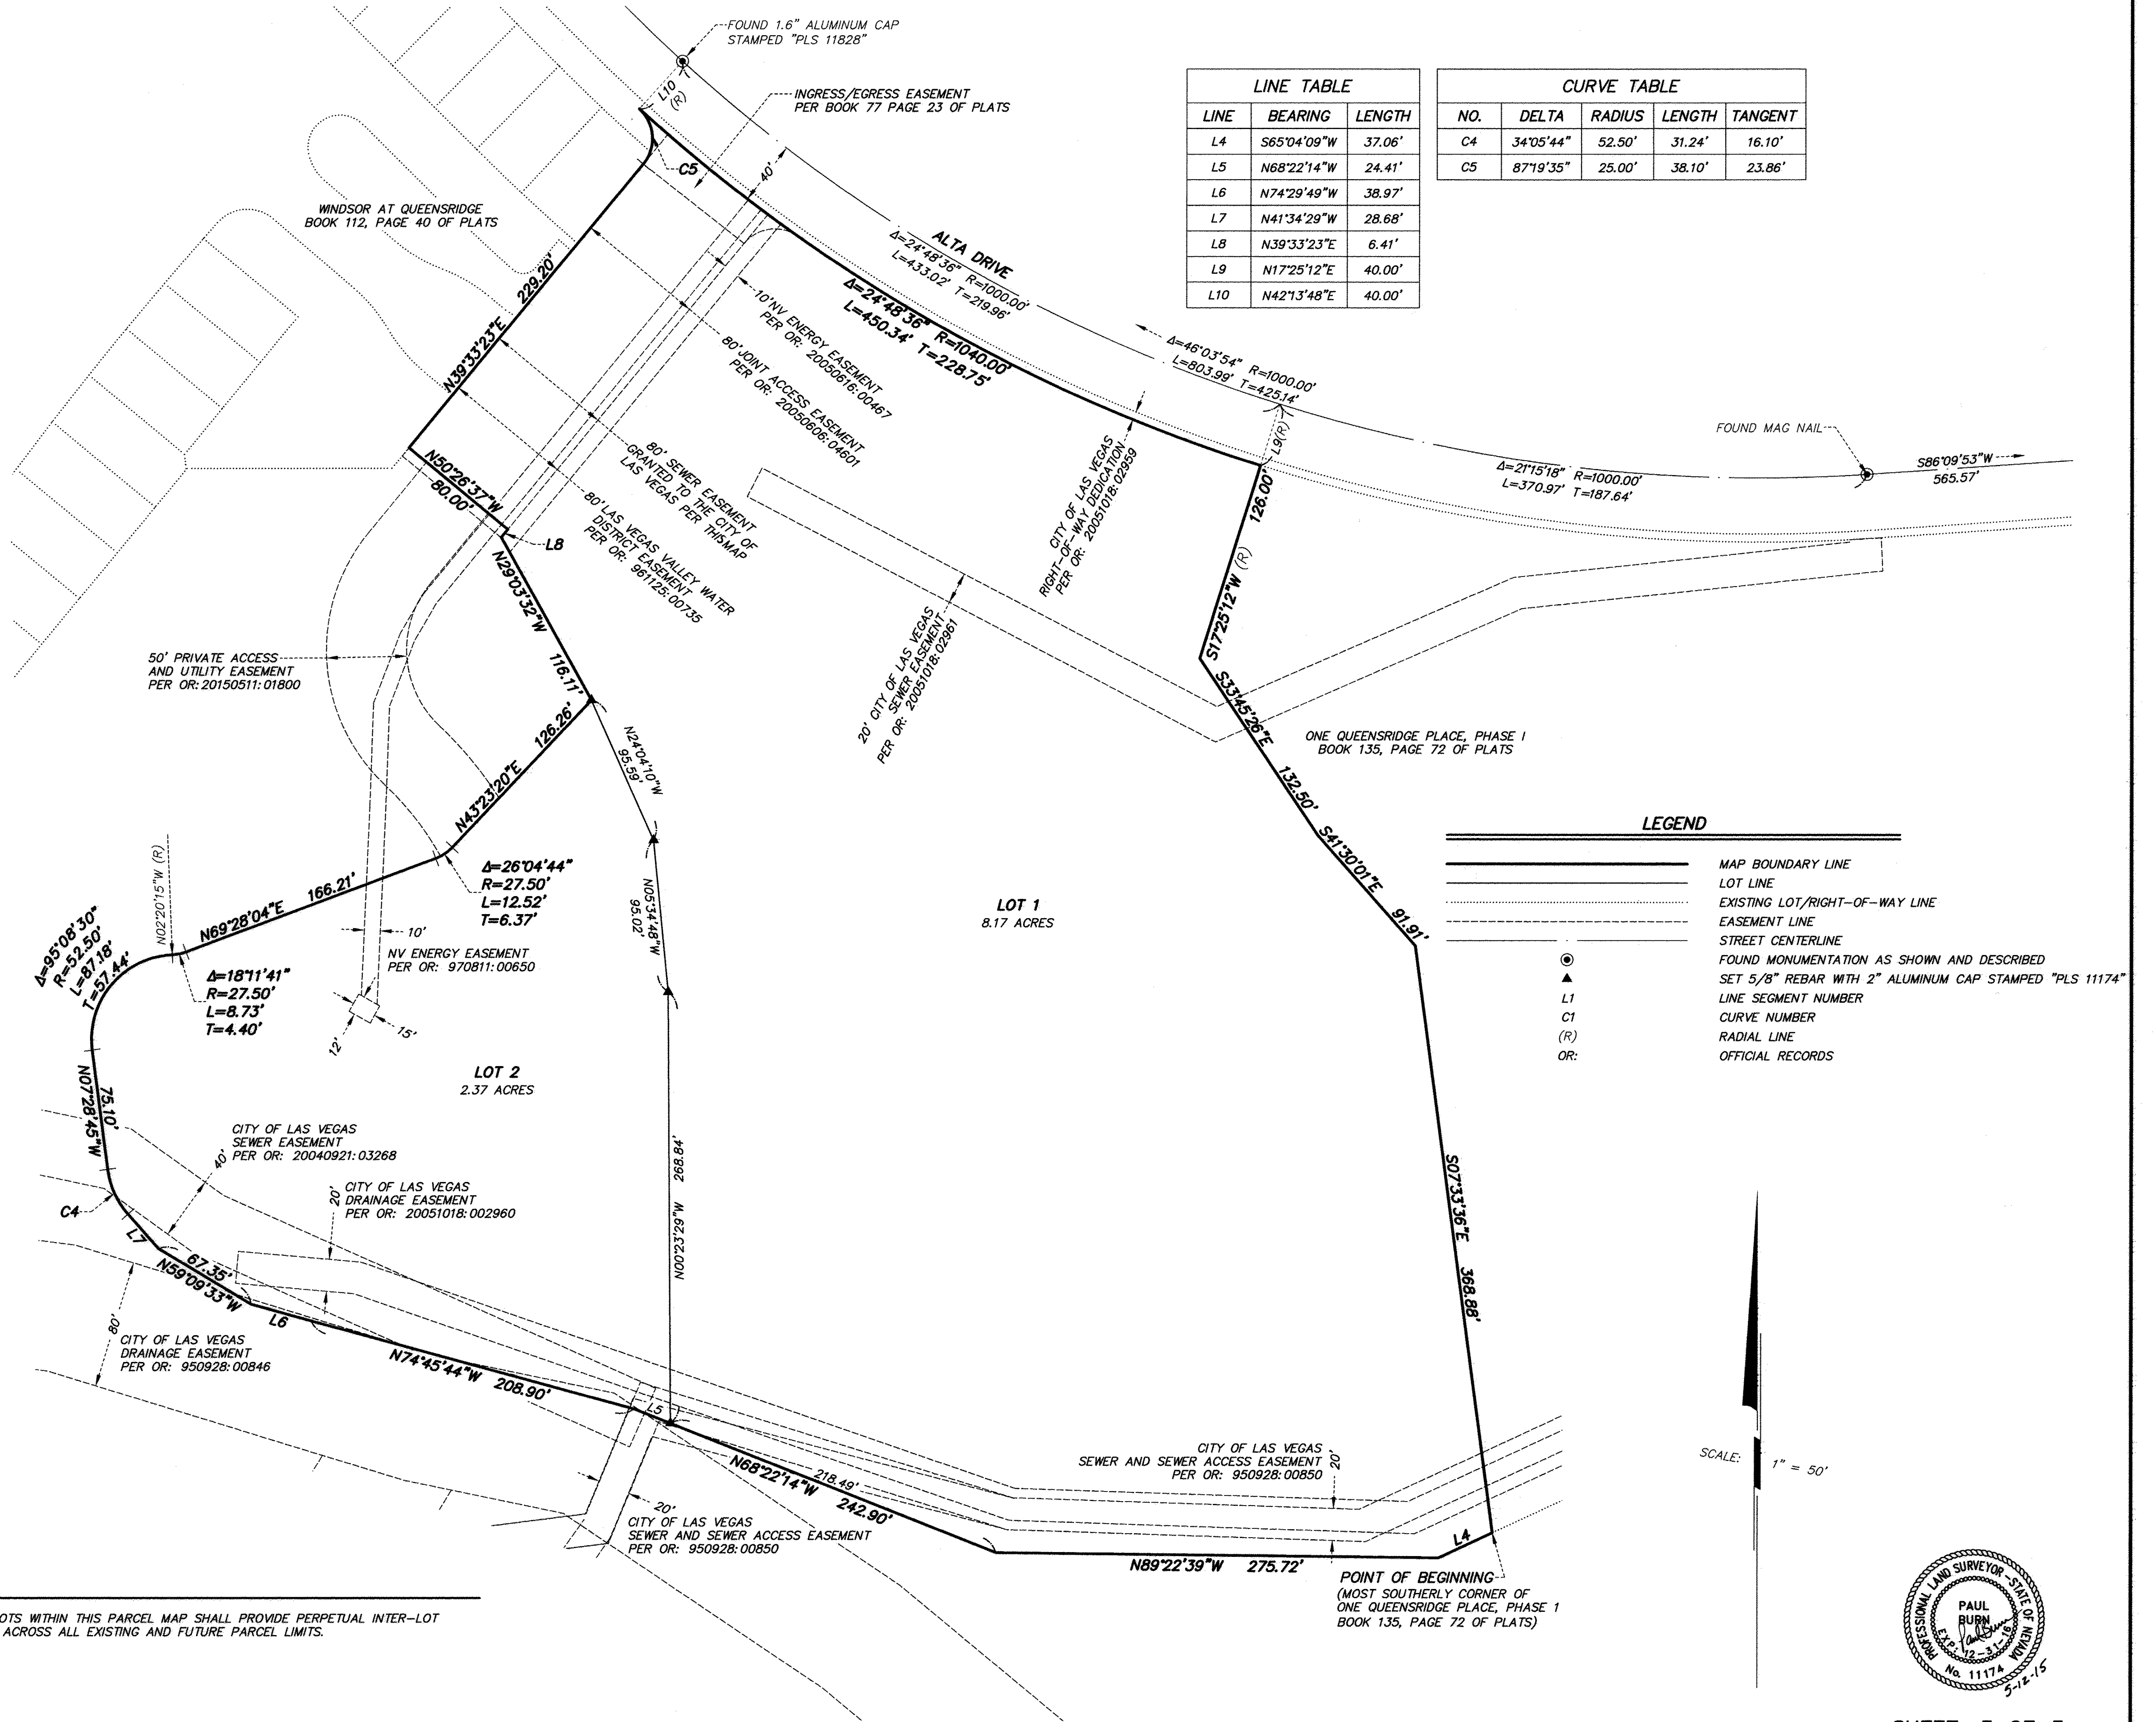 FOUND 1.6" ALUMINUM CAP
STAMPED "PLS 11828"
L10
(R)
INGRESS/EGRESS EASEMENT
PER BOOK 77 PAGE 23 OF PLATS
C5
40'
WINDSOR AT QUEENSRIDGE
BOOK 112, PAGE 40 OF PLATS
LINE TABLE
LINE BEARING LENGTH
L4 S65°04'09"W 37.06'
L5 N68°22'14"W 24.41'
L6 N74°29'49"W 38.97'
L7 N41°34'29"W 28.68'
L8 N39°33'23"E 6.41'
L9 N17°25'12"E 40.00'
L10 N42°13'48"E 40.00'
CURVE TABLE
NO. DELTA RADIUS LENGTH TANGENT
C4 34°05'44" 52.50' 31.24' 16.10'
C5 87°19'35" 25.00' 38.10' 23.86'
ALTA DRIVE
Δ=24°48'36" R=1000.00'
L=433.02' T=219.96'
Δ=24°48'36" R=1040.00'
L=450.34' T=228.75'
Δ=46°03'54" R=1000.00'
L=803.99' T=425.14'
L9(R)
Δ=21°15'18" R=1000.00'
L=370.97' T=187.64'
FOUND MAG NAIL
S86°09'53"W
565.57'
N39°33'23"E 229.20'
10' NV ENERGY EASEMENT
PER OR: 20050616:00467
80' JOINT ACCESS EASEMENT
PER OR: 20050606:04601
80' SEWER EASEMENT
GRANTED TO THE CITY OF
LAS VEGAS PER THIS MAP
80' LAS VEGAS VALLEY WATER
DISTRICT EASEMENT
PER OR: 961125:00735
CITY OF LAS VEGAS
RIGHT-OF-WAY DEDICATION
PER OR: 20051018:02959
20' CITY OF LAS VEGAS
SEWER EASEMENT
PER OR: 20051018:02961
N50°26'37"W
80.00'
L8
N29°03'32"W 116.11'
S17°25'12"W (R) 126.00'
S33°45'26"E 132.50'
S41°30'01"E 91.91'
S07°33'36"E 368.88'
50' PRIVATE ACCESS
AND UTILITY EASEMENT
PER OR:20150511:01800
N43°23'20"E 126.26'
N24°04'10"W
95.59'
N05°34'48"W
95.02'
N00°23'29"W 268.84'
ONE QUEENSRIDGE PLACE, PHASE I
BOOK 135, PAGE 72 OF PLATS
LEGEND
MAP BOUNDARY LINE
LOT LINE
EXISTING LOT/RIGHT-OF-WAY LINE
EASEMENT LINE
STREET CENTERLINE
FOUND MONUMENTATION AS SHOWN AND DESCRIBED
SET 5/8" REBAR WITH 2" ALUMINUM CAP STAMPED "PLS 11174"
L1 LINE SEGMENT NUMBER
C1 CURVE NUMBER
(R) RADIAL LINE
OR: OFFICIAL RECORDS
LOT 1
8.17 ACRES
Δ=26°04'44"
R=27.50'
L=12.52'
T=6.37'
N02°20'15"W (R)
N69°28'04"E 166.21'
Δ=95°08'30"
R=52.50'
L=87.18'
T=57.44'
Δ=18°11'41"
R=27.50'
L=8.73'
T=4.40'
10'
NV ENERGY EASEMENT
PER OR: 970811:00650
12'
15'
LOT 2
2.37 ACRES
75.10'
N07°28'45"W
CITY OF LAS VEGAS
SEWER EASEMENT
PER OR: 20040921:03268
40'
CITY OF LAS VEGAS
DRAINAGE EASEMENT
PER OR: 20051018:002960
20'
C4
L7
67.35'
N59°09'33"W
L6
80'
CITY OF LAS VEGAS
DRAINAGE EASEMENT
PER OR: 950928:00846
N74°45'44"W 208.90'
L5
N68°22'14"W 242.90'
218.49'
20'
CITY OF LAS VEGAS
SEWER AND SEWER ACCESS EASEMENT
PER OR: 950928:00850
CITY OF LAS VEGAS
SEWER AND SEWER ACCESS EASEMENT
PER OR: 950928:00850
20'
N89°22'39"W 275.72'
L4
POINT OF BEGINNING
(MOST SOUTHERLY CORNER OF
ONE QUEENSRIDGE PLACE, PHASE 1
BOOK 135, PAGE 72 OF PLATS)
SCALE: 1" = 50'
OTS WITHIN THIS PARCEL MAP SHALL PROVIDE PERPETUAL INTER-LOT
ACROSS ALL EXISTING AND FUTURE PARCEL LIMITS.
PROFESSIONAL LAND SURVEYOR - STATE OF NEVADA
PAUL
BURN
EXP: 12-31-16
No. 11174
5-12-15